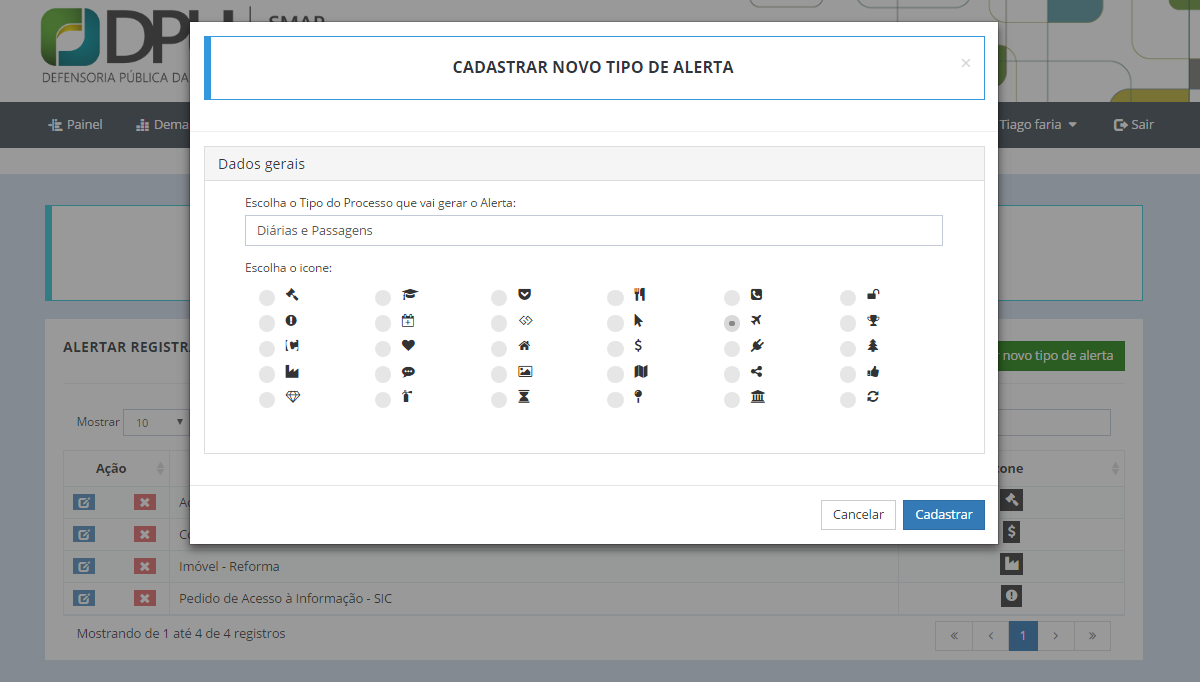 DPU
SMAP
DEFENSORIA PÚBLICA DA
Painel
Dema
Tiago faria
Sair
CADASTRAR NOVO TIPO DE ALERTA
×
Dados gerais
Escolha o Tipo do Processo que vai gerar o Alerta:
Diárias e Passagens
Escolha o icone:
ALERTAR REGISTRA
novo tipo de alerta
Mostrar 10
Ação
cone
Imóvel - Reforma
Pedido de Acesso à Informação - SIC
Cancelar
Cadastrar
Mostrando de 1 até 4 de 4 registros
« ‹ 1 › »